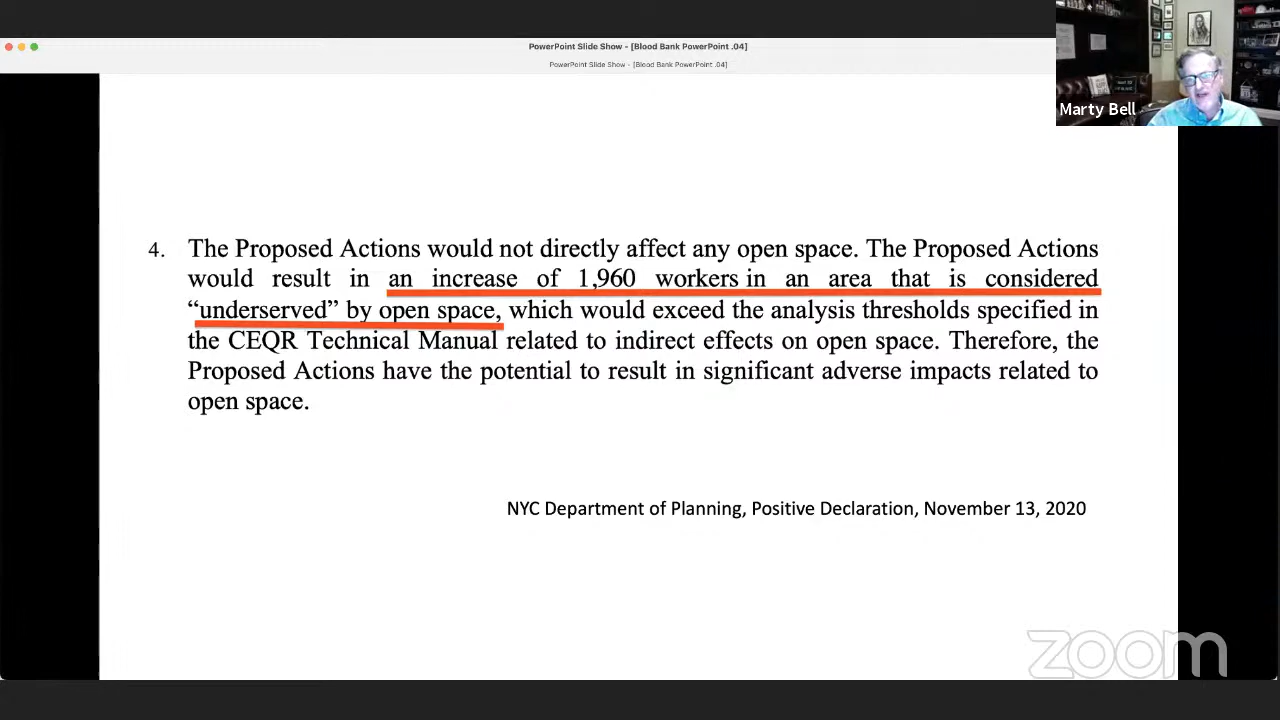 PowerPoint Slide Show - [Blood Bank PowerPoint .04]
PowerPoint Slide Show - [Blood Bank PowerPoint .04]
Marty Bell
4. The Proposed Actions would not directly affect any open space. The Proposed Actions
would result in an increase of 1,960 workers in an area that is considered
“underserved” by open space, which would exceed the analysis thresholds specified in
the CEQR Technical Manual related to indirect effects on open space. Therefore, the
Proposed Actions have the potential to result in significant adverse impacts related to
open space.
NYC Department of Planning, Positive Declaration, November 13, 2020
zoom